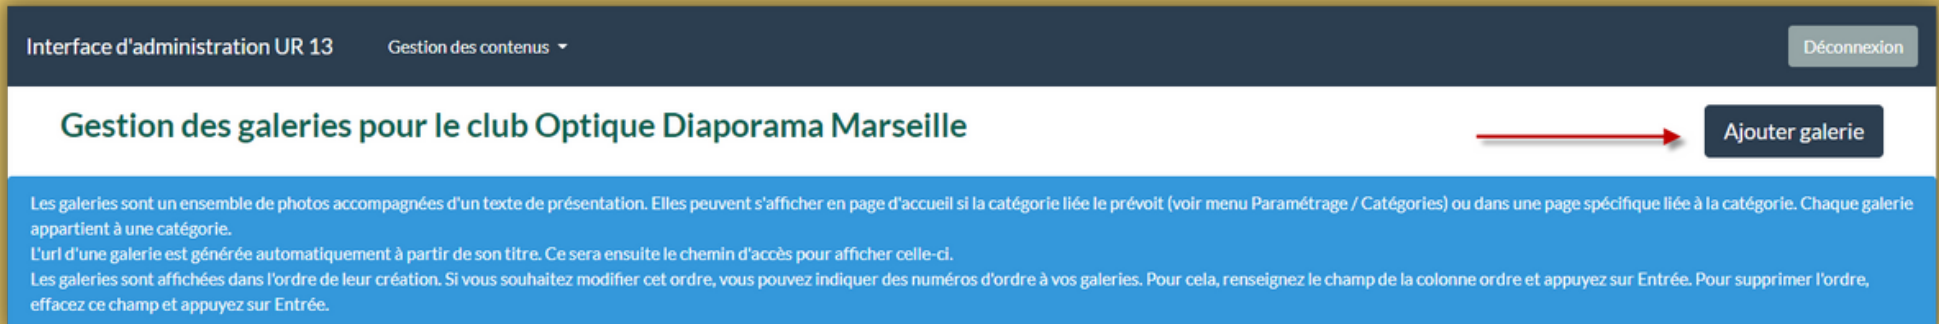 Interface d'administration UR 13 Gestion des contenus Déconnexion
Gestion des galeries pour le club Optique Diaporama Marseille Ajouter galerie
Les galeries sont un ensemble de photos accompagnées d'un texte de présentation. Elles peuvent s'afficher en page d'accueil si la catégorie liée le prévoit (voir menu Paramétrage / Catégories) ou dans une page spécifique liée à la catégorie. Chaque galerie
appartient à une catégorie.
L'url d'une galerie est générée automatiquement à partir de son titre. Ce sera ensuite le chemin d'accès pour afficher celle-ci.
Les galeries sont affichées dans l'ordre de leur création. Si vous souhaitez modifier cet ordre, vous pouvez indiquer des numéros d'ordre à vos galeries. Pour cela, renseignez le champ de la colonne ordre et appuyez sur Entrée. Pour supprimer l'ordre,
effacez ce champ et appuyez sur Entrée.